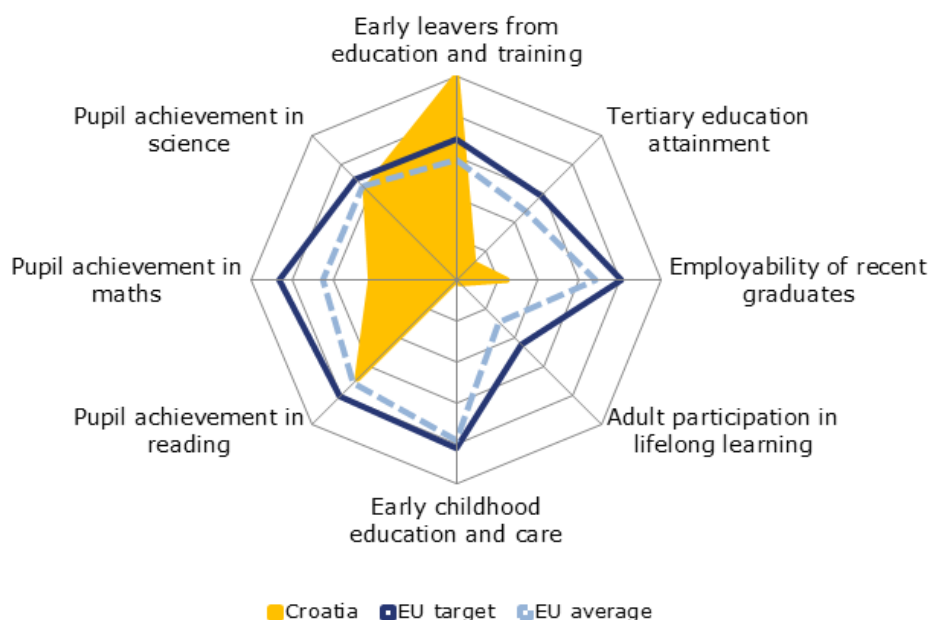 Early leavers from
education and training
Pupil achievement in
science
Tertiary education
attainment
Pupil achievement in
maths
Employability of recent
graduates
Pupil achievement in
reading
Adult participation in
lifelong learning
Early childhood
education and care
Croatia EU target EU average